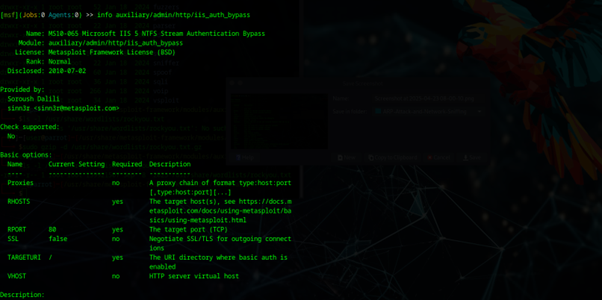 [msf](Jobs:0 Agents:0) >> info auxiliary/admin/http/iis_auth_bypass
Name: MS10-065 Microsoft IIS 5 NTFS Stream Authentication Bypass
Module: auxiliary/admin/http/iis_auth_bypass
License: Metasploit Framework License (BSD)
Rank: Normal
Disclosed: 2010-07-02
Provided by:
Soroush Dalili
sinn3r <sinn3r@metasploit.com>
Check supported:
No
Basic options:
Name Current Setting Required Description
---- --------------- -------- -----------
Proxies no A proxy chain of format type:host:port
[,type:host:port][...]
RHOSTS yes The target host(s), see https://docs.m
etasploit.com/docs/using-metasploit/ba
sics/using-metasploit.html
RPORT 80 yes The target port (TCP)
SSL false no Negotiate SSL/TLS for outgoing connect
ions
TARGETURI / yes The URI directory where basic auth is
enabled
VHOST no HTTP server virtual host
Description: